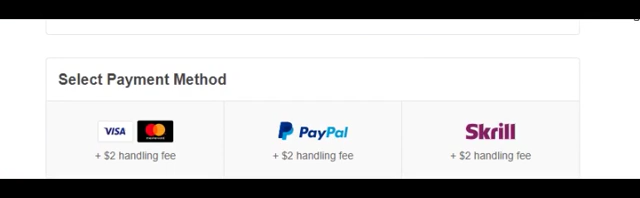 Select Payment Method
VISA
PayPal
Skrill
+ $2 handling fee
+ $2 handling fee
+ $2 handling fee